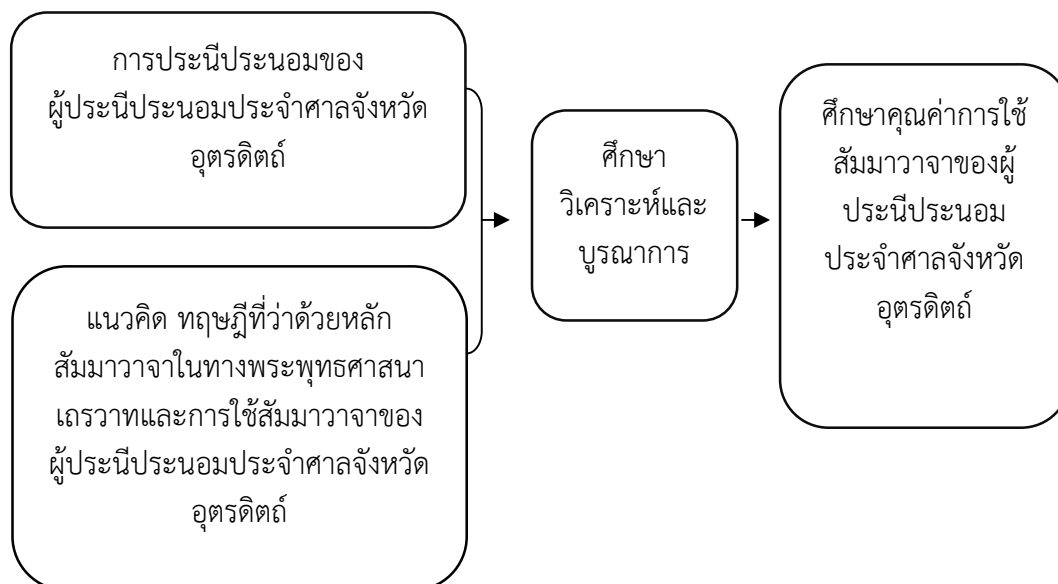 การประนีประนอมของ
ผู้ประนีประนอมประจำศาลจังหวัด
อุตรดิตถ์
แนวคิด ทฤษฎีที่ว่าด้วยหลัก
สัมมาวาจาในทางพระพุทธศาสนา
เถรวาทและการใช้สัมมาวาจาของ
ผู้ประนีประนอมประจำศาลจังหวัด
อุตรดิตถ์
ศึกษา
วิเคราะห์และ
บูรณาการ
ศึกษาคุณค่าการใช้
สัมมาวาจาของผู้
ประนีประนอม
ประจำศาลจังหวัด
อุตรดิตถ์